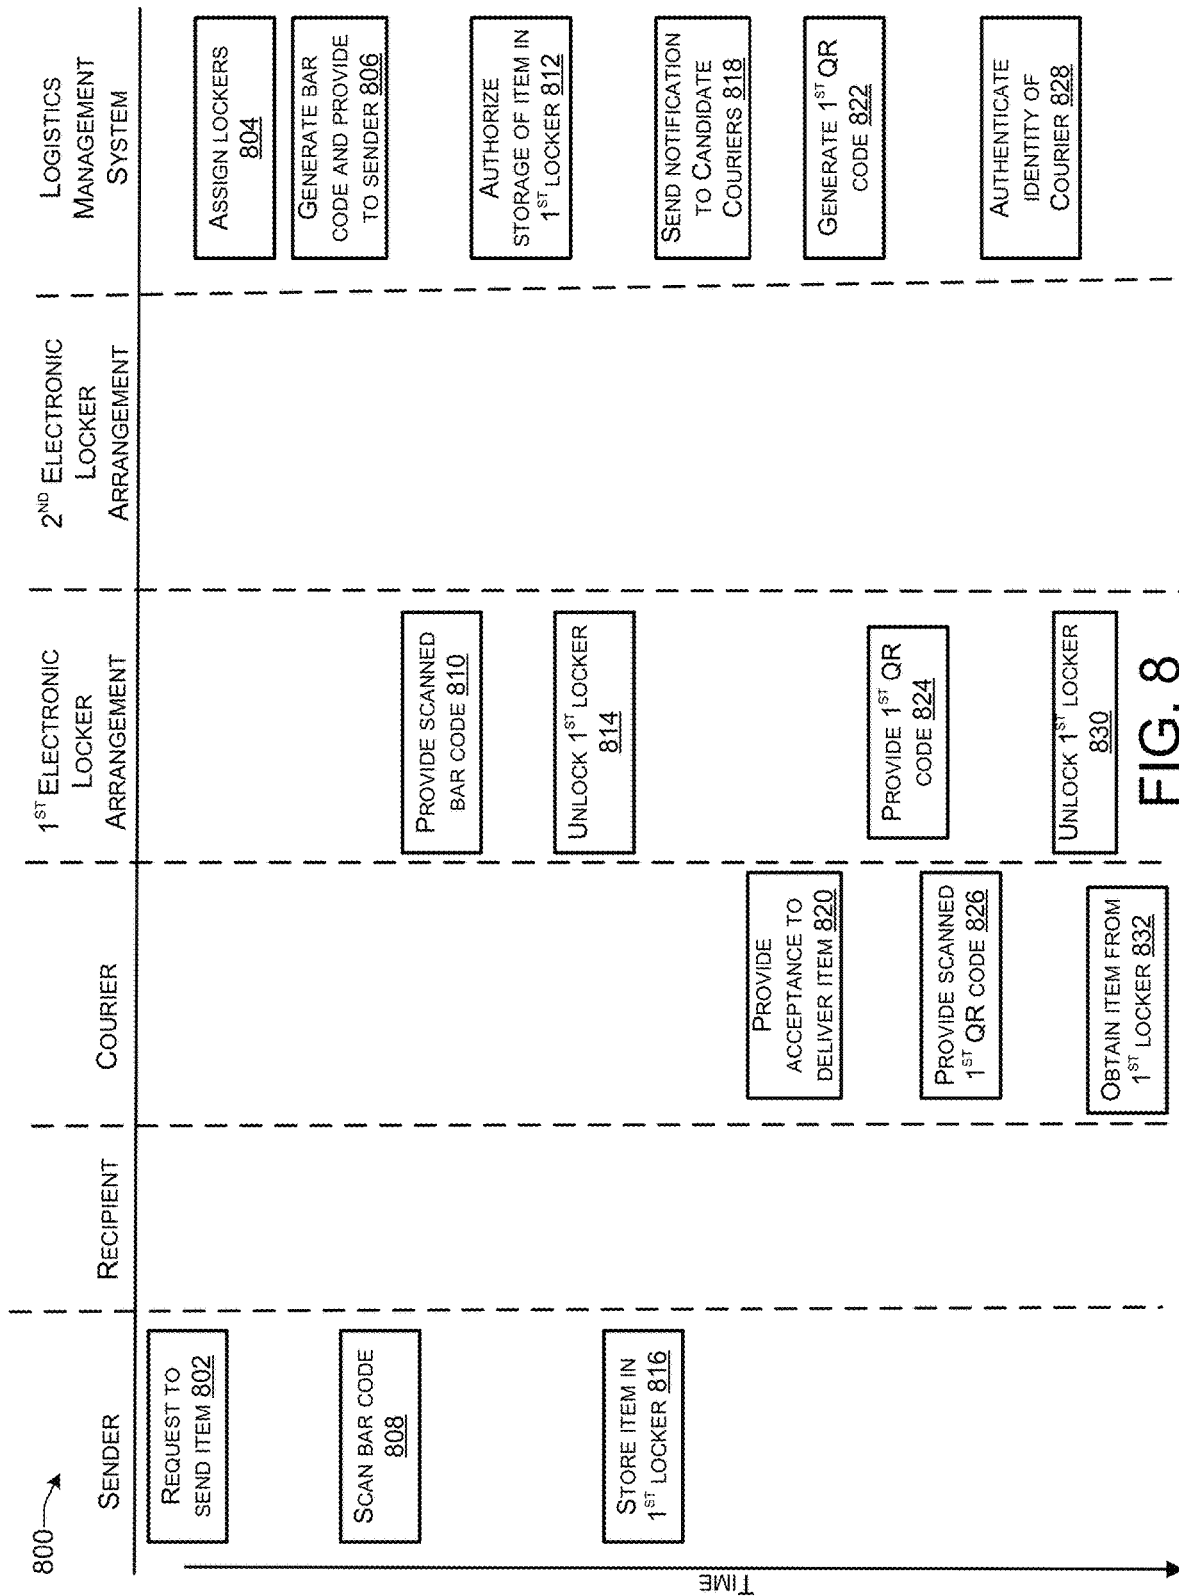 800
SENDER
RECIPIENT
COURIER
1ST ELECTRONIC
LOCKER
ARRANGEMENT
2ND ELECTRONIC
LOCKER
ARRANGEMENT
LOGISTICS
MANAGEMENT
SYSTEM
TIME
REQUEST TO
SEND ITEM 802
ASSIGN LOCKERS
804
GENERATE BAR
CODE AND PROVIDE
TO SENDER 806
SCAN BAR CODE
808
PROVIDE SCANNED
BAR CODE 810
AUTHORIZE
STORAGE OF ITEM IN
1ST LOCKER 812
UNLOCK 1ST LOCKER
814
STORE ITEM IN
1ST LOCKER 816
SEND NOTIFICATION
TO CANDIDATE
COURIERS 818
PROVIDE
ACCEPTANCE TO
DELIVER ITEM 820
GENERATE 1ST QR
CODE 822
PROVIDE 1ST QR
CODE 824
PROVIDE SCANNED
1ST QR CODE 826
AUTHENTICATE
IDENTITY OF
COURIER 828
UNLOCK 1ST LOCKER
830
OBTAIN ITEM FROM
1ST LOCKER 832
FIG. 8